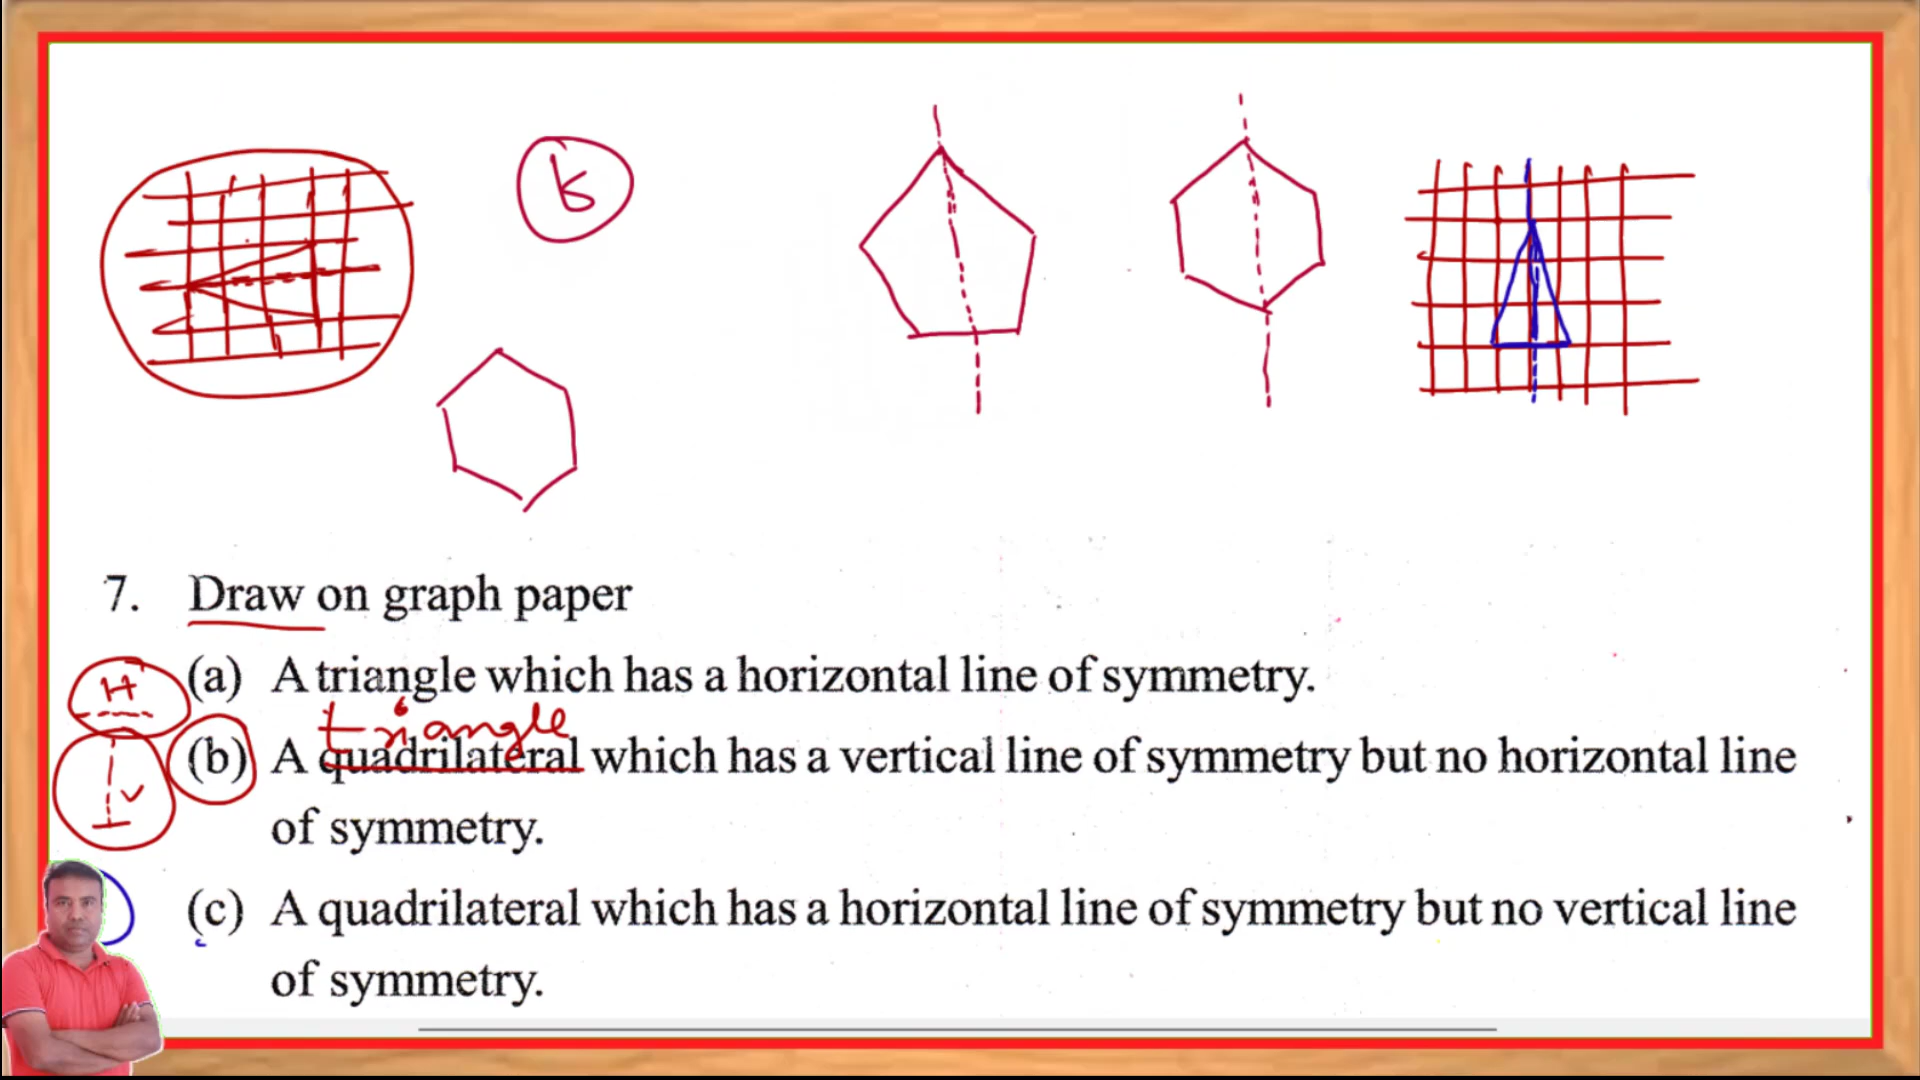 b
7. Draw on graph paper
H (a) A triangle which has a horizontal line of symmetry.
triangle
V (b) A quadrilateral which has a vertical line of symmetry but no horizontal line
of symmetry.
(c) A quadrilateral which has a horizontal line of symmetry but no vertical line
of symmetry.